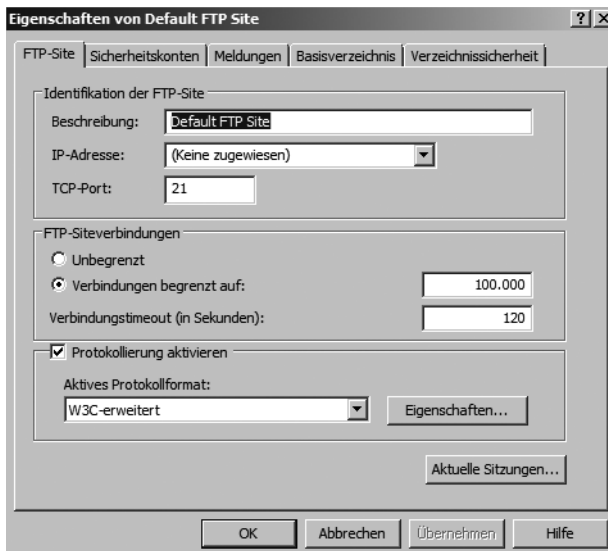 Eigenschaften von Default FTP Site
FTP-Site Sicherheitskonten Meldungen Basisverzeichnis Verzeichnissicherheit
Identifikation der FTP-Site
Beschreibung: Default FTP Site
IP-Adresse: (Keine zugewiesen)
TCP-Port: 21
FTP-Siteverbindungen
Unbegrenzt
Verbindungen begrenzt auf: 100.000
Verbindungstimeout (in Sekunden): 120
Protokollierung aktivieren
Aktives Protokollformat:
W3C-erweitert Eigenschaften...
Aktuelle Sitzungen...
OK Abbrechen Übernehmen Hilfe